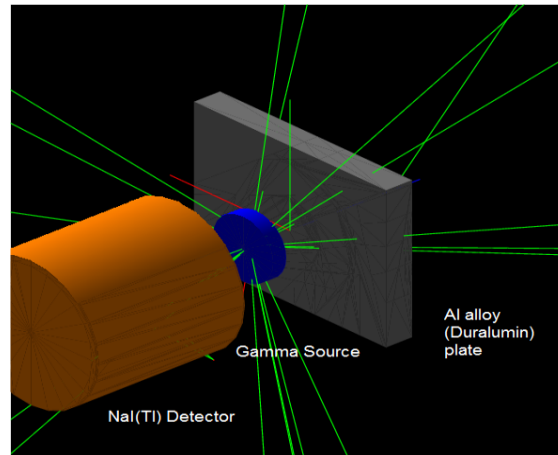 Gamma Source
Al alloy
(Duralumin)
plate
NaI(Tl) Detector